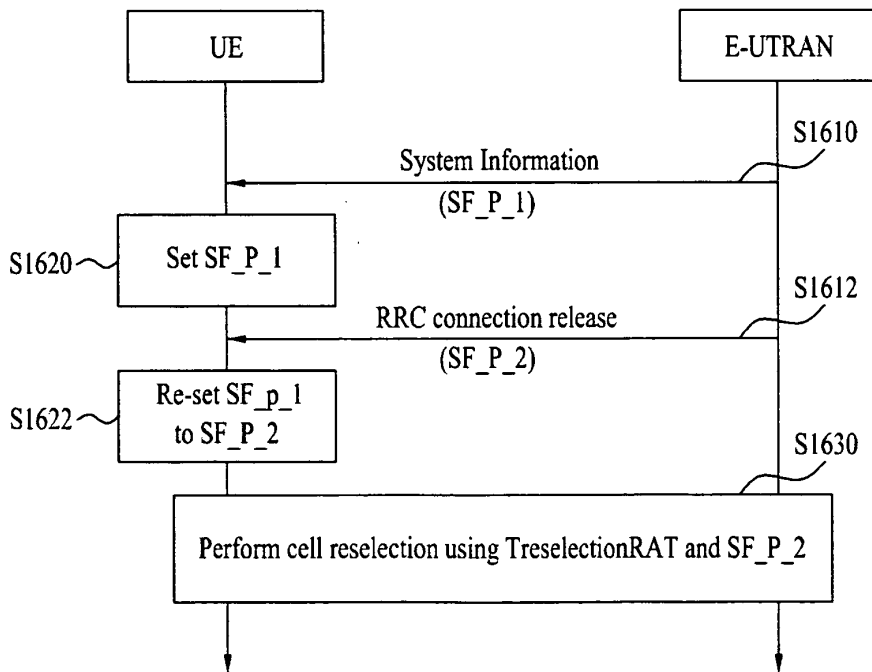 UE
E-UTRAN
S1610
System Information
(SF_P_1)
S1620
Set SF_P_1
S1612
RRC connection release
(SF_P_2)
S1622
Re-set SF_p_1
to SF_P_2
S1630
Perform cell reselection using TreselectionRAT and SF_P_2